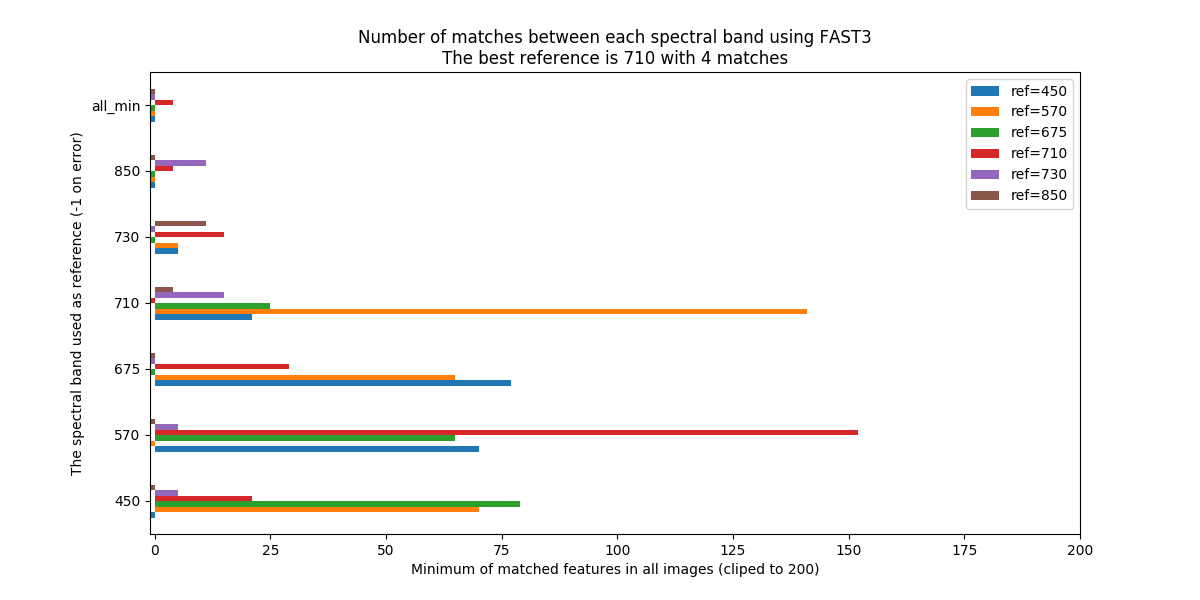 Number of matches between each spectral band using FAST3
The best reference is 710 with 4 matches
ref=450
ref=570
ref=675
ref=710
ref=730
ref=850
The spectral band used as reference (-1 on error)
all_min
850
730
710
675
570
450
0 25 50 75 100 125 150 175 200
Minimum of matched features in all images (cliped to 200)